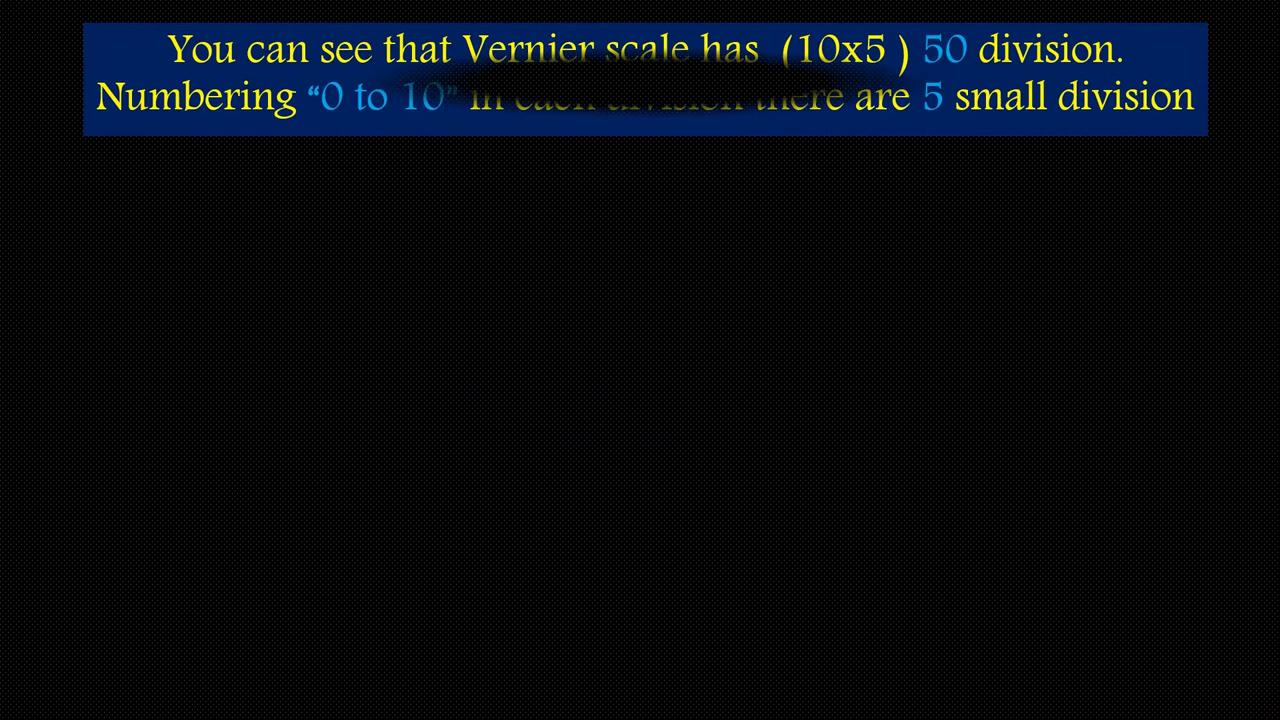 You can see that Vernier scale has (10x5 ) 50 division.
Numbering “0 to 10” in each division there are 5 small division